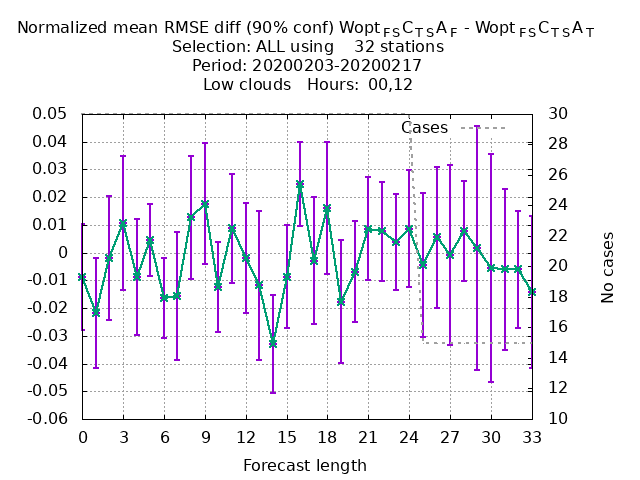 Normalized mean RMSE diff (90% conf) Wopt FS C TS A F - Wopt FS C TS A T
Selection: ALL using    32 stations
Period: 20200203-20200217
Low clouds   Hours:  00,12
Cases
0.05
0.04
0.03
0.02
0.01
0
-0.01
-0.02
-0.03
-0.04
-0.05
-0.06
30
28
26
24
22
20
18
16
14
12
10
No cases
0 3 6 9 12 15 18 21 24 27 30 33
Forecast length